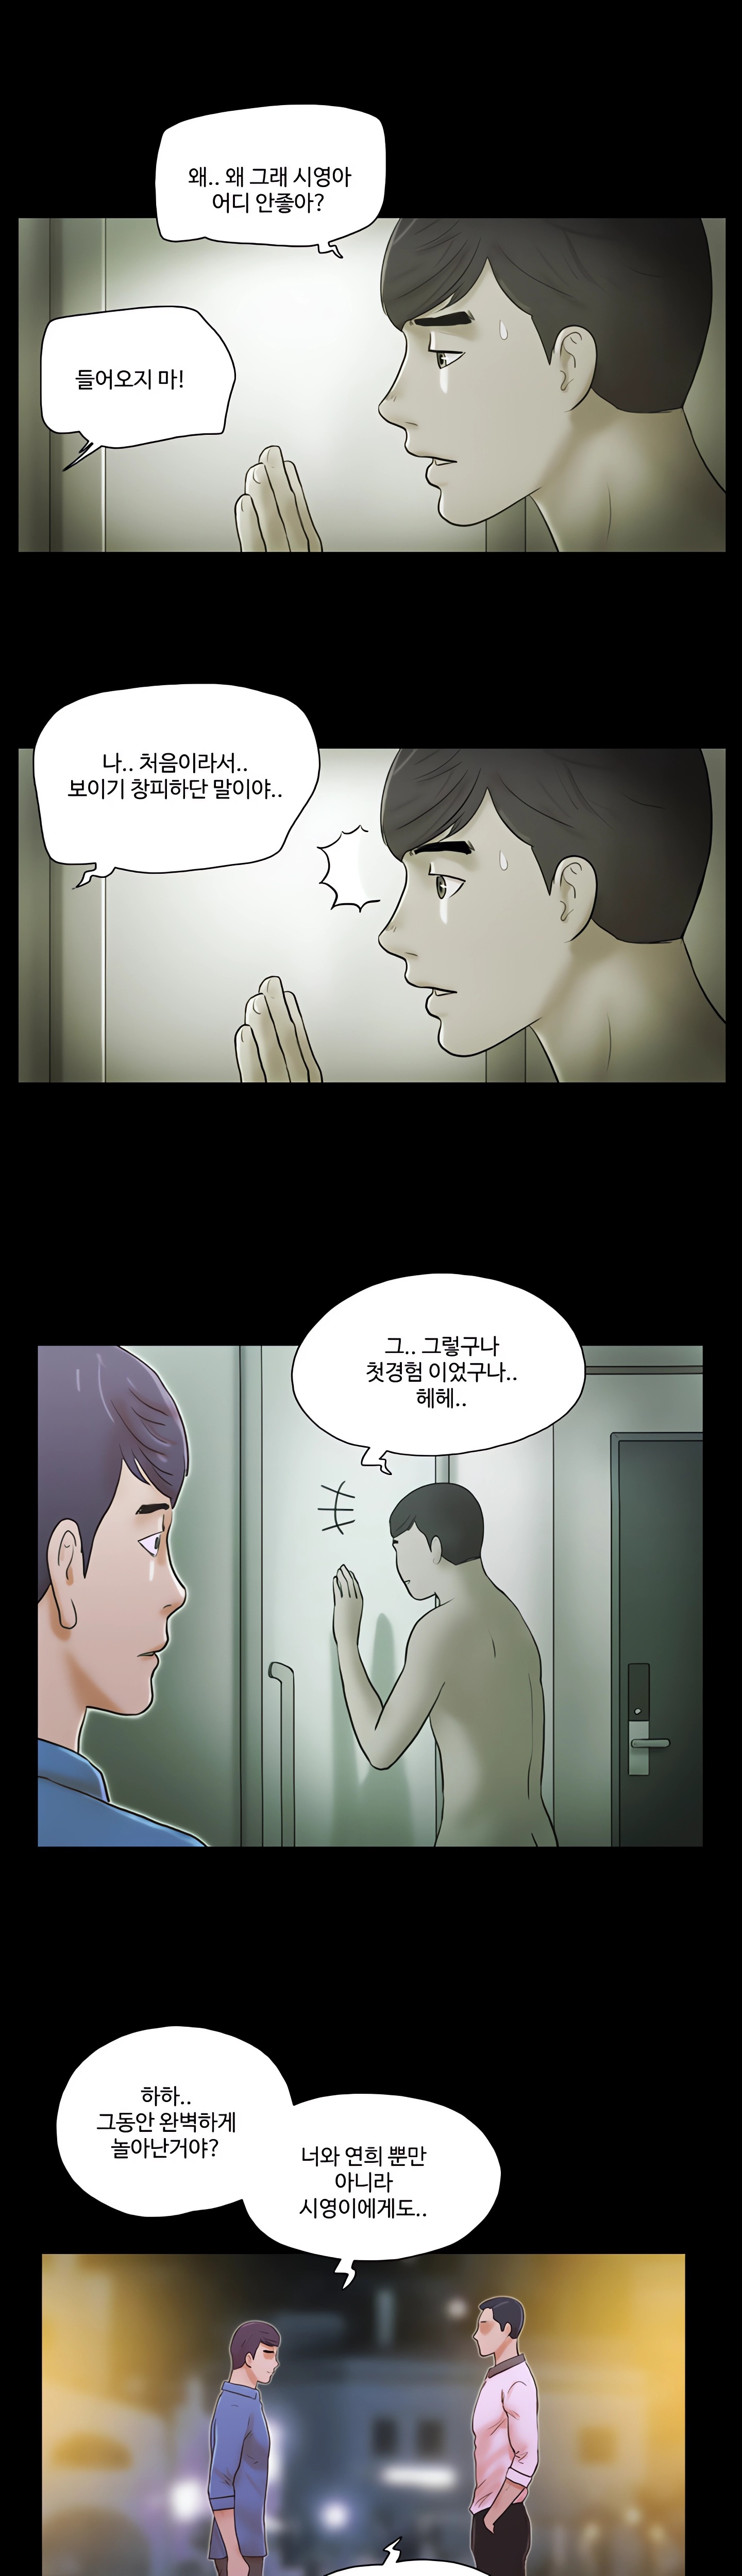 왜.. 왜 그래 시영아
어디 안좋아?
들어오지 마!
나.. 처음이라서..
보이기 창피하단 말이야..
그.. 그렇구나
첫경험 이었구나..
헤헤..
하하..
그동안 완벽하게
놀아난거야?
너와 연희 뿐만
아니라
시영이에게도..